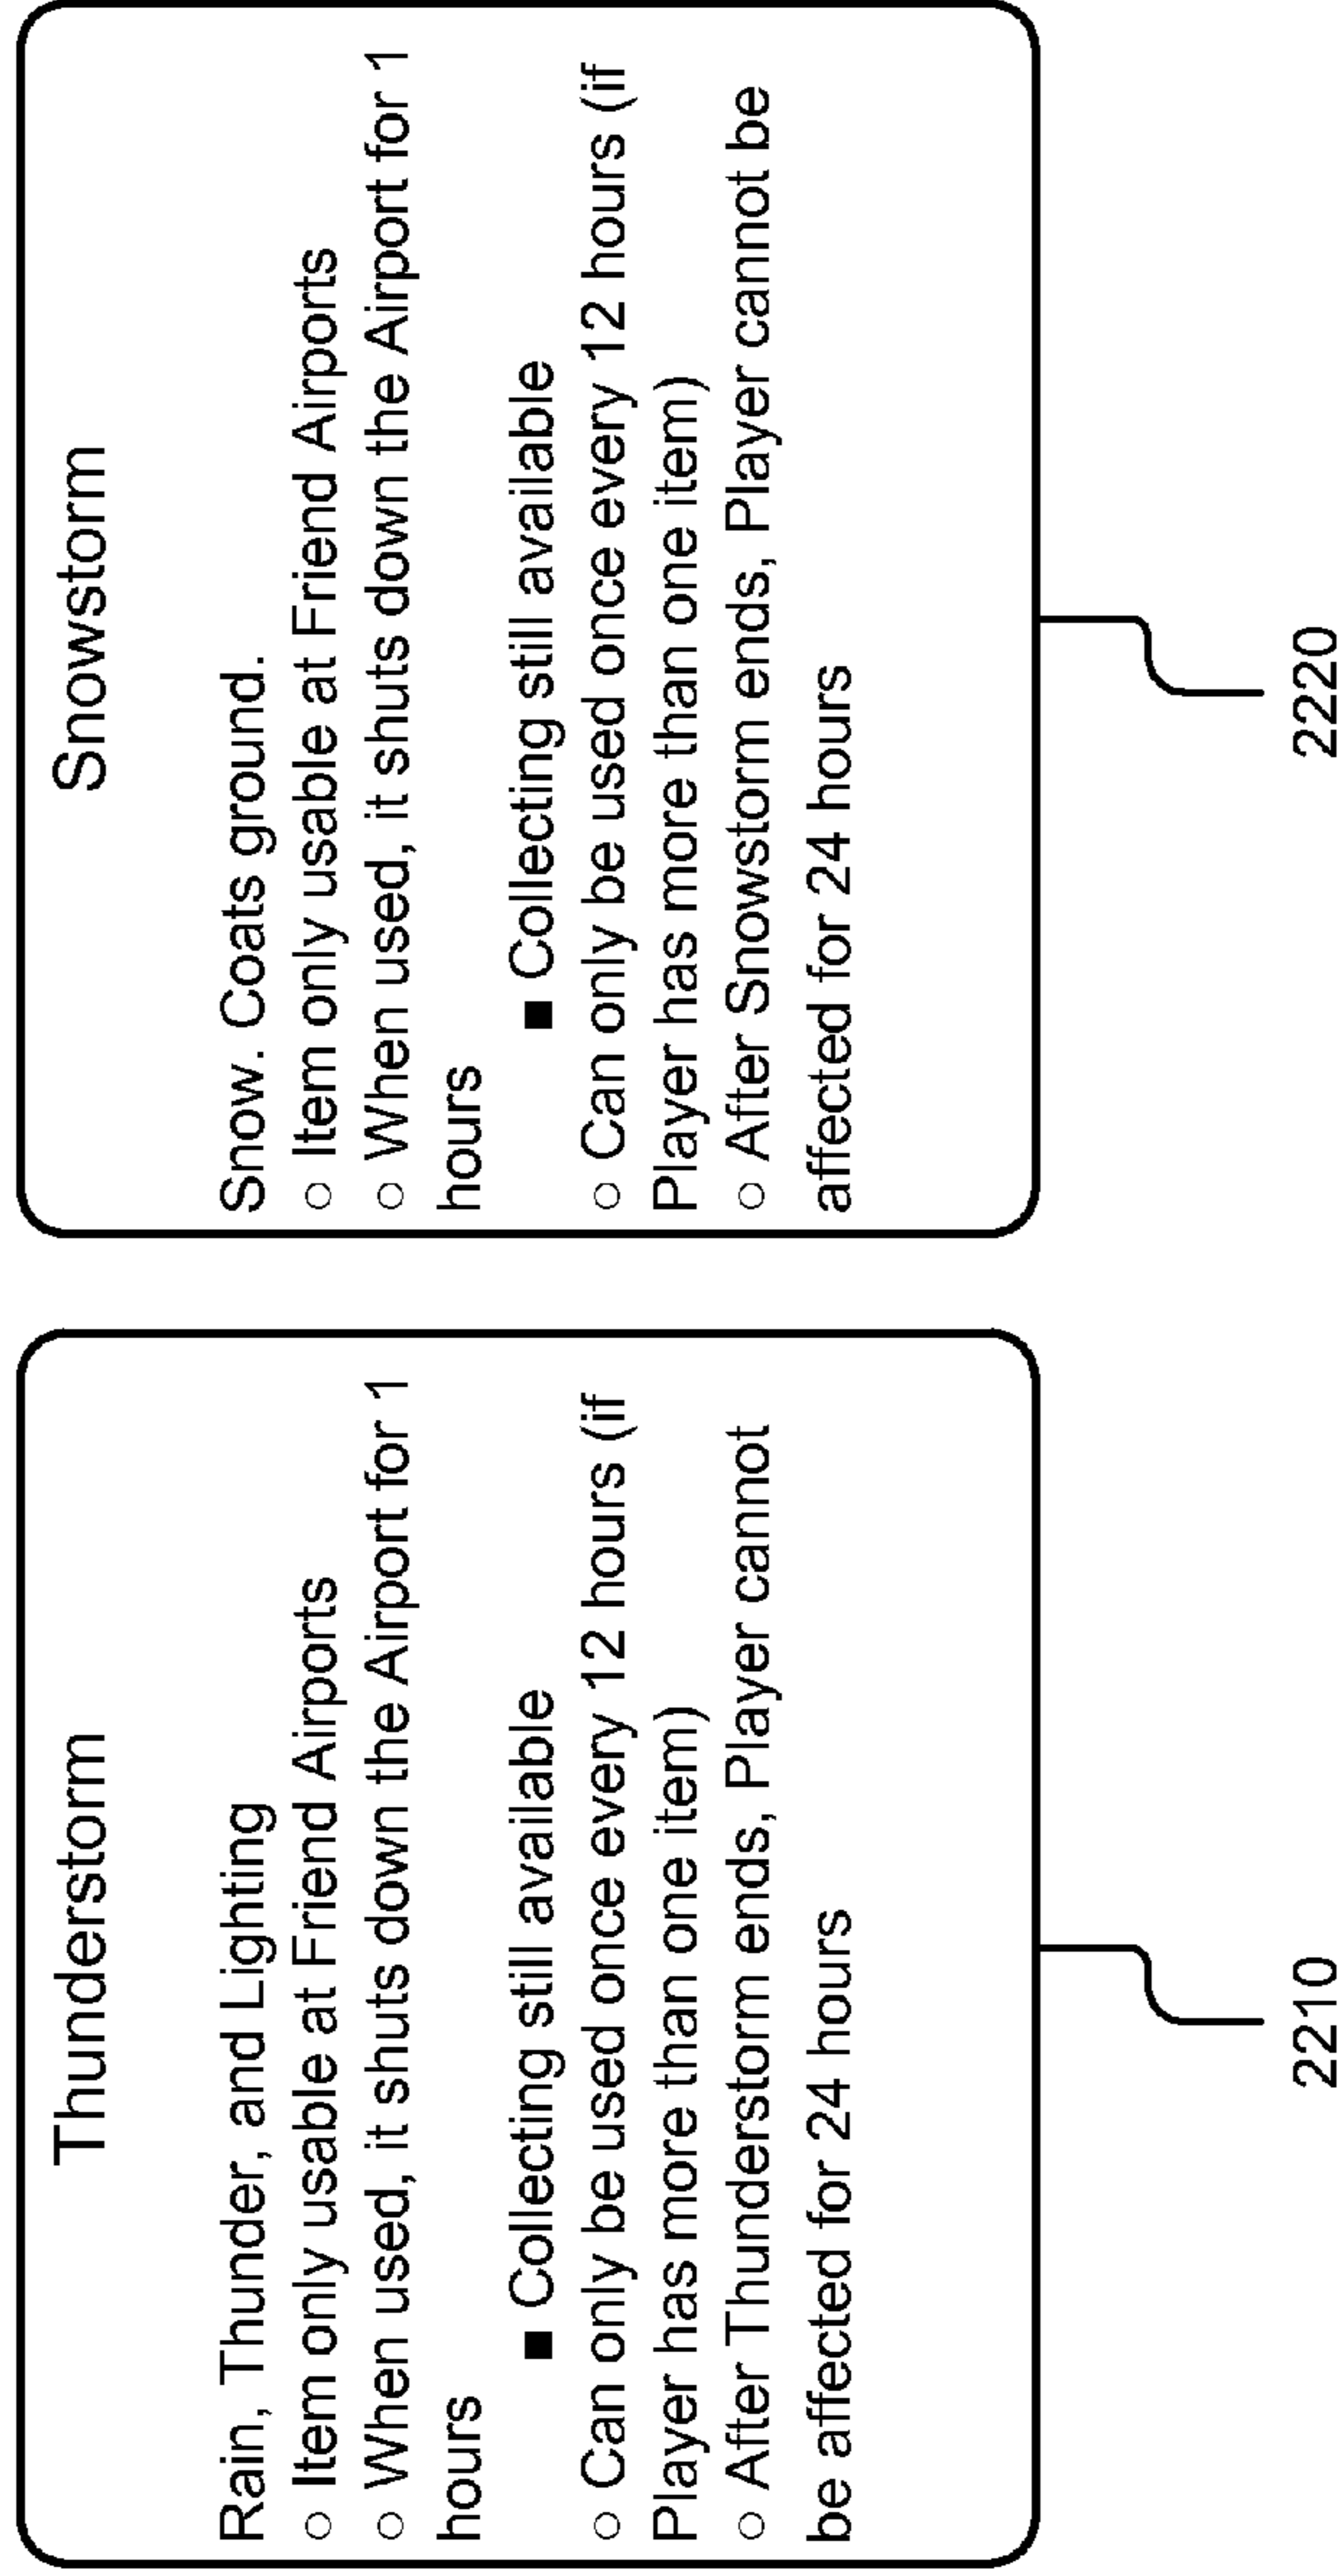 Thunderstorm
Rain, Thunder, and Lighting
○ Item only usable at Friend Airports
○ When used, it shuts down the Airport for 1
hours
■ Collecting still available
○ Can only be used once every 12 hours (if
Player has more than one item)
○ After Thunderstorm ends, Player cannot
be affected for 24 hours
2210
Snowstorm
Snow. Coats ground.
○ Item only usable at Friend Airports
○ When used, it shuts down the Airport for 1
hours
■ Collecting still available
○ Can only be used once every 12 hours (if
Player has more than one item)
○ After Snowstorm ends, Player cannot be
affected for 24 hours
2220